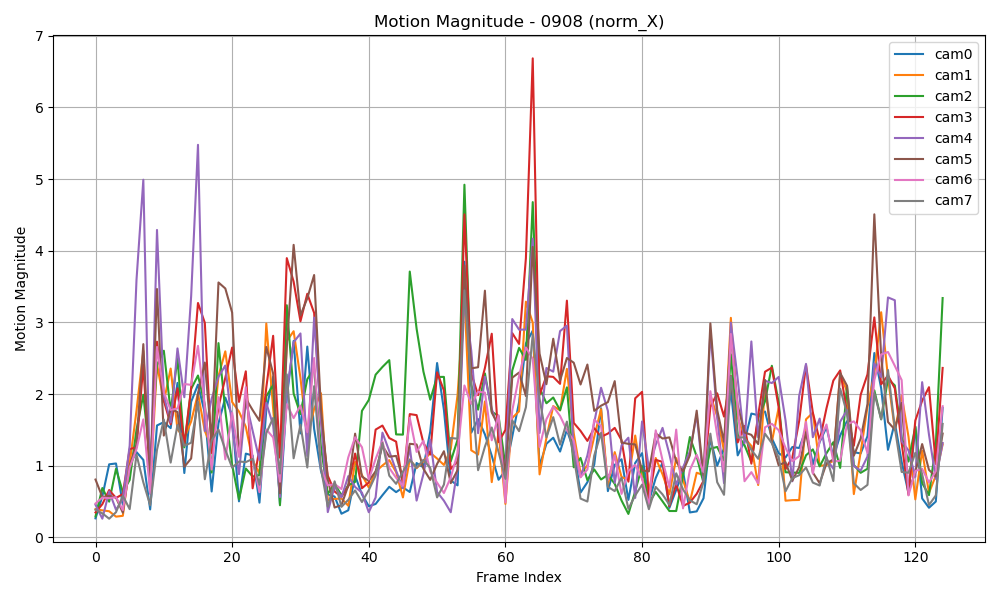 Motion Magnitude - 0908 (norm_X)
7
6
5
4
3
2
1
0
Motion Magnitude
0
20
40
60
80
100
120
Frame Index
cam0
cam1
cam2
cam3
cam4
cam5
cam6
cam7